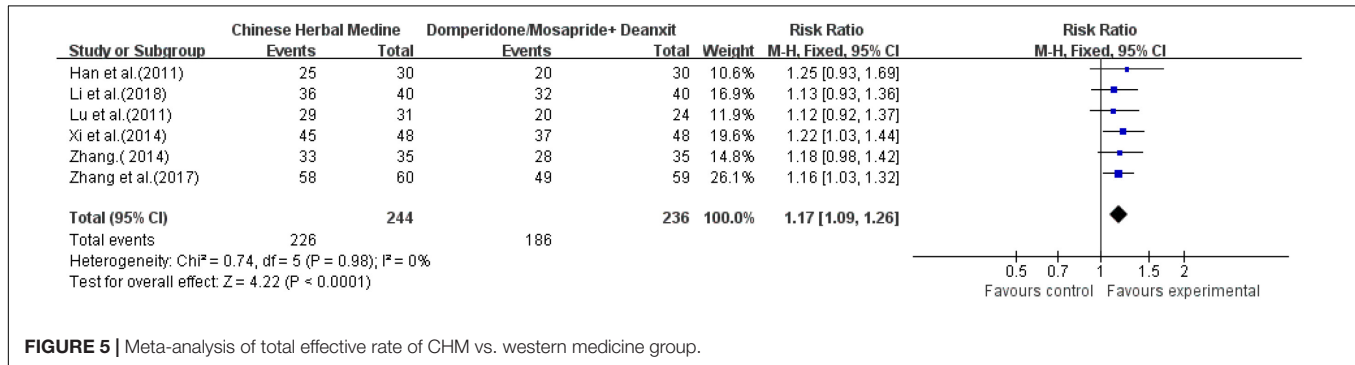 Chinese Herbal Medine Domperidone/Mosapride+ Deanxit Risk Ratio Risk Ratio
Study or Subgroup Events Total Events Total Weight M-H, Fixed, 95% CI M-H, Fixed, 95% CI
Han et al.(2011) 25 30 20 30 10.6% 1.25 [0.93, 1.69]
Li et al.(2018) 36 40 32 40 16.9% 1.13 [0.93, 1.36]
Lu et al.(2011) 29 31 20 24 11.9% 1.12 [0.92, 1.37]
Xi et al.(2014) 45 48 37 48 19.6% 1.22 [1.03, 1.44]
Zhang.( 2014) 33 35 28 35 14.8% 1.18 [0.98, 1.42]
Zhang et al.(2017) 58 60 49 59 26.1% 1.16 [1.03, 1.32]
Total (95% CI) 244 236 100.0% 1.17 [1.09, 1.26]
Total events 226 186
Heterogeneity: Chi² = 0.74, df = 5 (P = 0.98); I² = 0%
Test for overall effect: Z = 4.22 (P < 0.0001)
0.5 0.7 1 1.5 2
Favours control Favours experimental
FIGURE 5 | Meta-analysis of total effective rate of CHM vs. western medicine group.